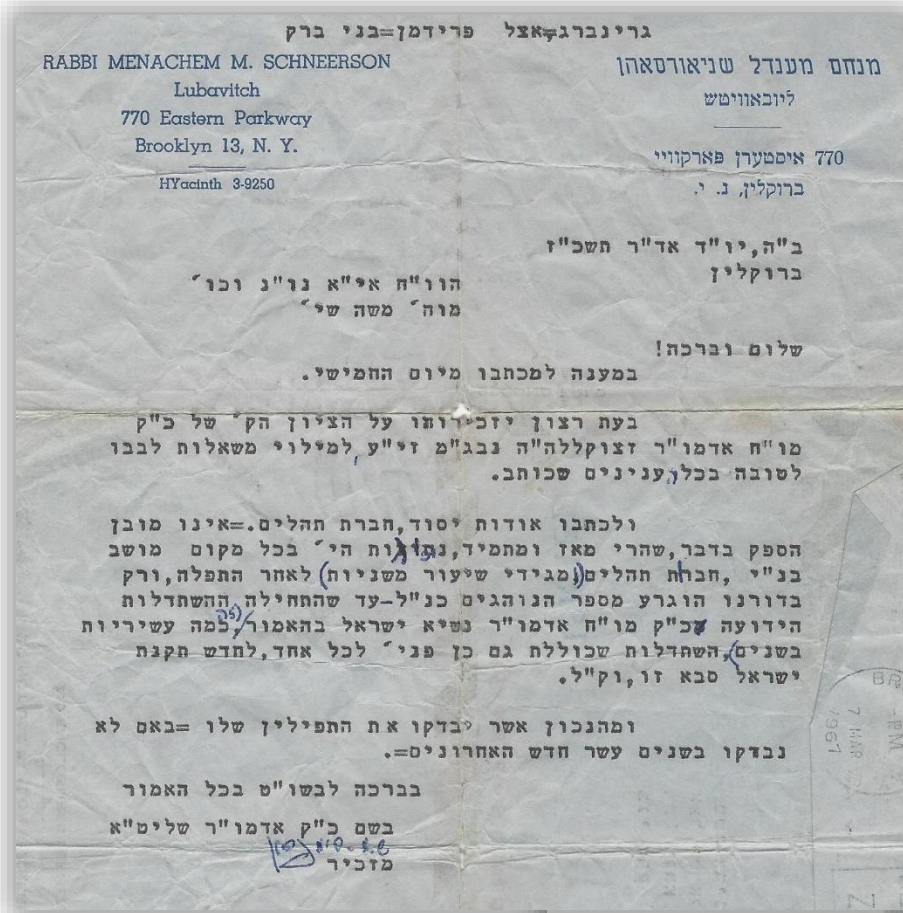 גרינברג=אצל פרידמן=בני ברק
RABBI MENACHEM M. SCHNEERSON
Lubavitch
770 Eastern Parkway
Brooklyn 13, N. Y.
HYacinth 3-9250
מנחם מענדל שניאורסאהן
ליובאוויטש
770 איסטערן פארקוויי
ברוקלין, נ. י.
ב"ה,יו"ד אד"ר תשכ"ז
ברוקלין
הוו"ח אי"א נו"נ וכו׳
מוה׳ משה שי׳
שלום וברכה!
במענה למכתבו מיום החמישי.
בעת רצון יזכירוהו על הציון הק׳ של כ"ק
מו"ח אדמו"ר זצוקללה"ה נבג"מ זי"ע,למילוי משאלות לבבו
לטובה בכל ענינים שכותב.
ולכתבו אודות יסוד,חברת תהלים.=אינו מובן
הספק בדבר,שהרי מאז ומתמיד, הי׳ בכל מקום מושב
בנ"י ,חברת תהלים(ומגידי שיעור משניות) לאחר התפלה,ורק
בדורנו הוגרע מספר הנוהגים כנ"ל-עד שהתחילה ההשתדלות
הידועה כ"ק מו"ח אדמו"ר נשיא ישראל בהאמור (זה כמה עשיריות
בשנים),השתדלות שכוללת גם כן פני׳ לכל אחד,לחדש תקנת
ישראל סבא זו,וק"ל.
ומהנכון אשר יבדקו את התפילין שלו =באם לא
נבדקו בשנים עשר חדש האחרונים=.
בברכה לבשו"ט בכל האמור
בשם כ"ק אדמו"ר שליט"א
מזכיר
7 MAR
1967